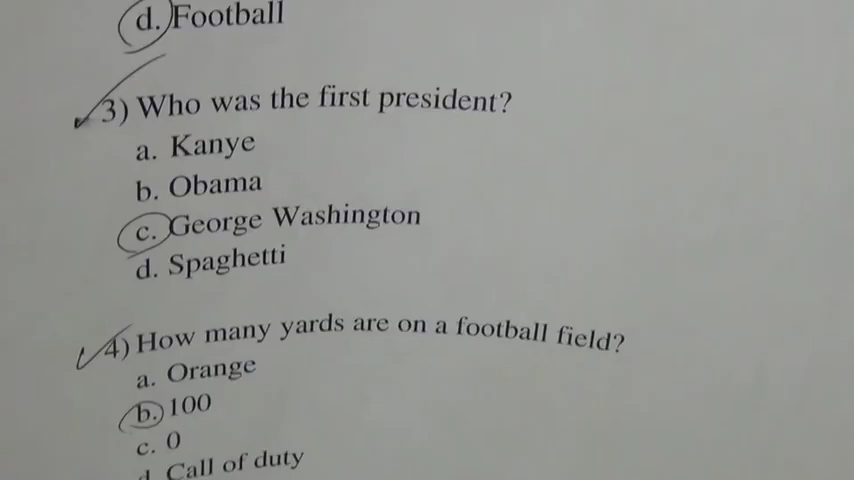 d. Football
3) Who was the first president?
a. Kanye
b. Obama
c. George Washington
d. Spaghetti
4) How many yards are on a football field?
a. Orange
b. 100
c. 0
d. Call of duty